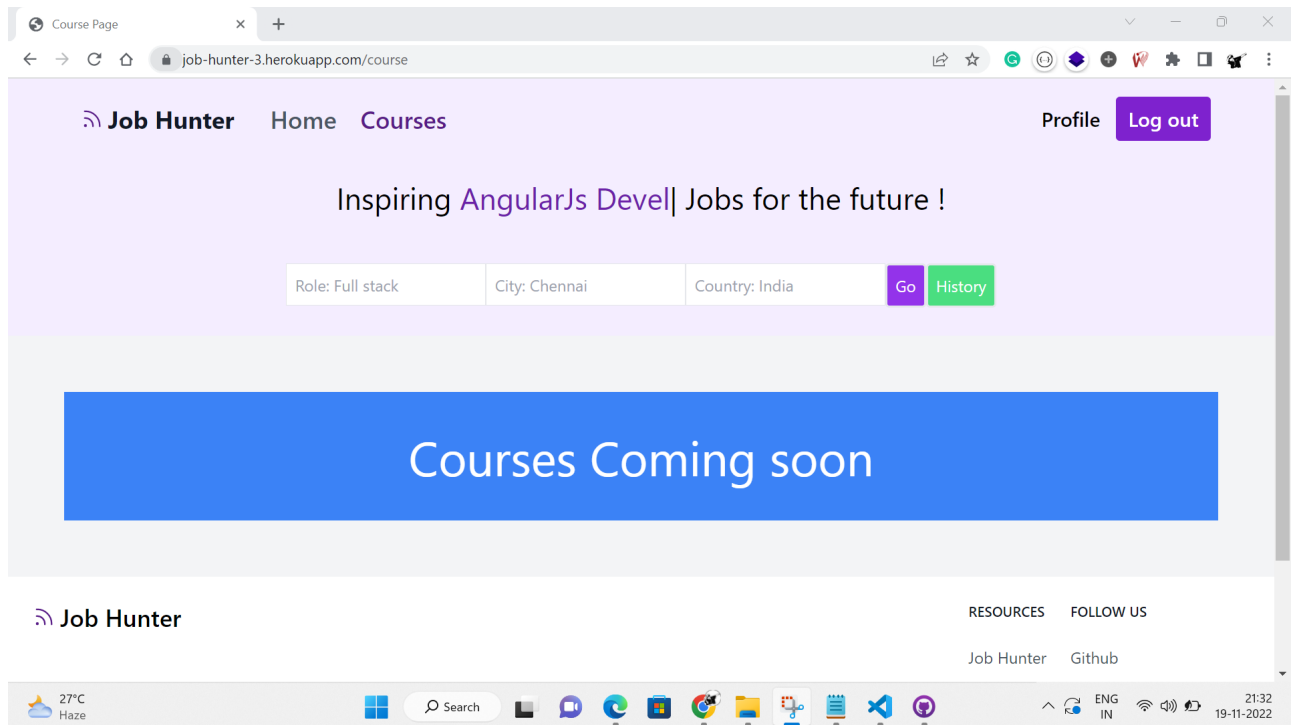 Course Page
job-hunter-3.herokuapp.com/course
Job Hunter Home Courses Profile Log out
Inspiring AngularJs Devel| Jobs for the future !
Role: Full stack City: Chennai Country: India Go History
Courses Coming soon
Job Hunter RESOURCES FOLLOW US
Job Hunter Github
27°C
Haze
Search
ENG
IN
21:32
19-11-2022